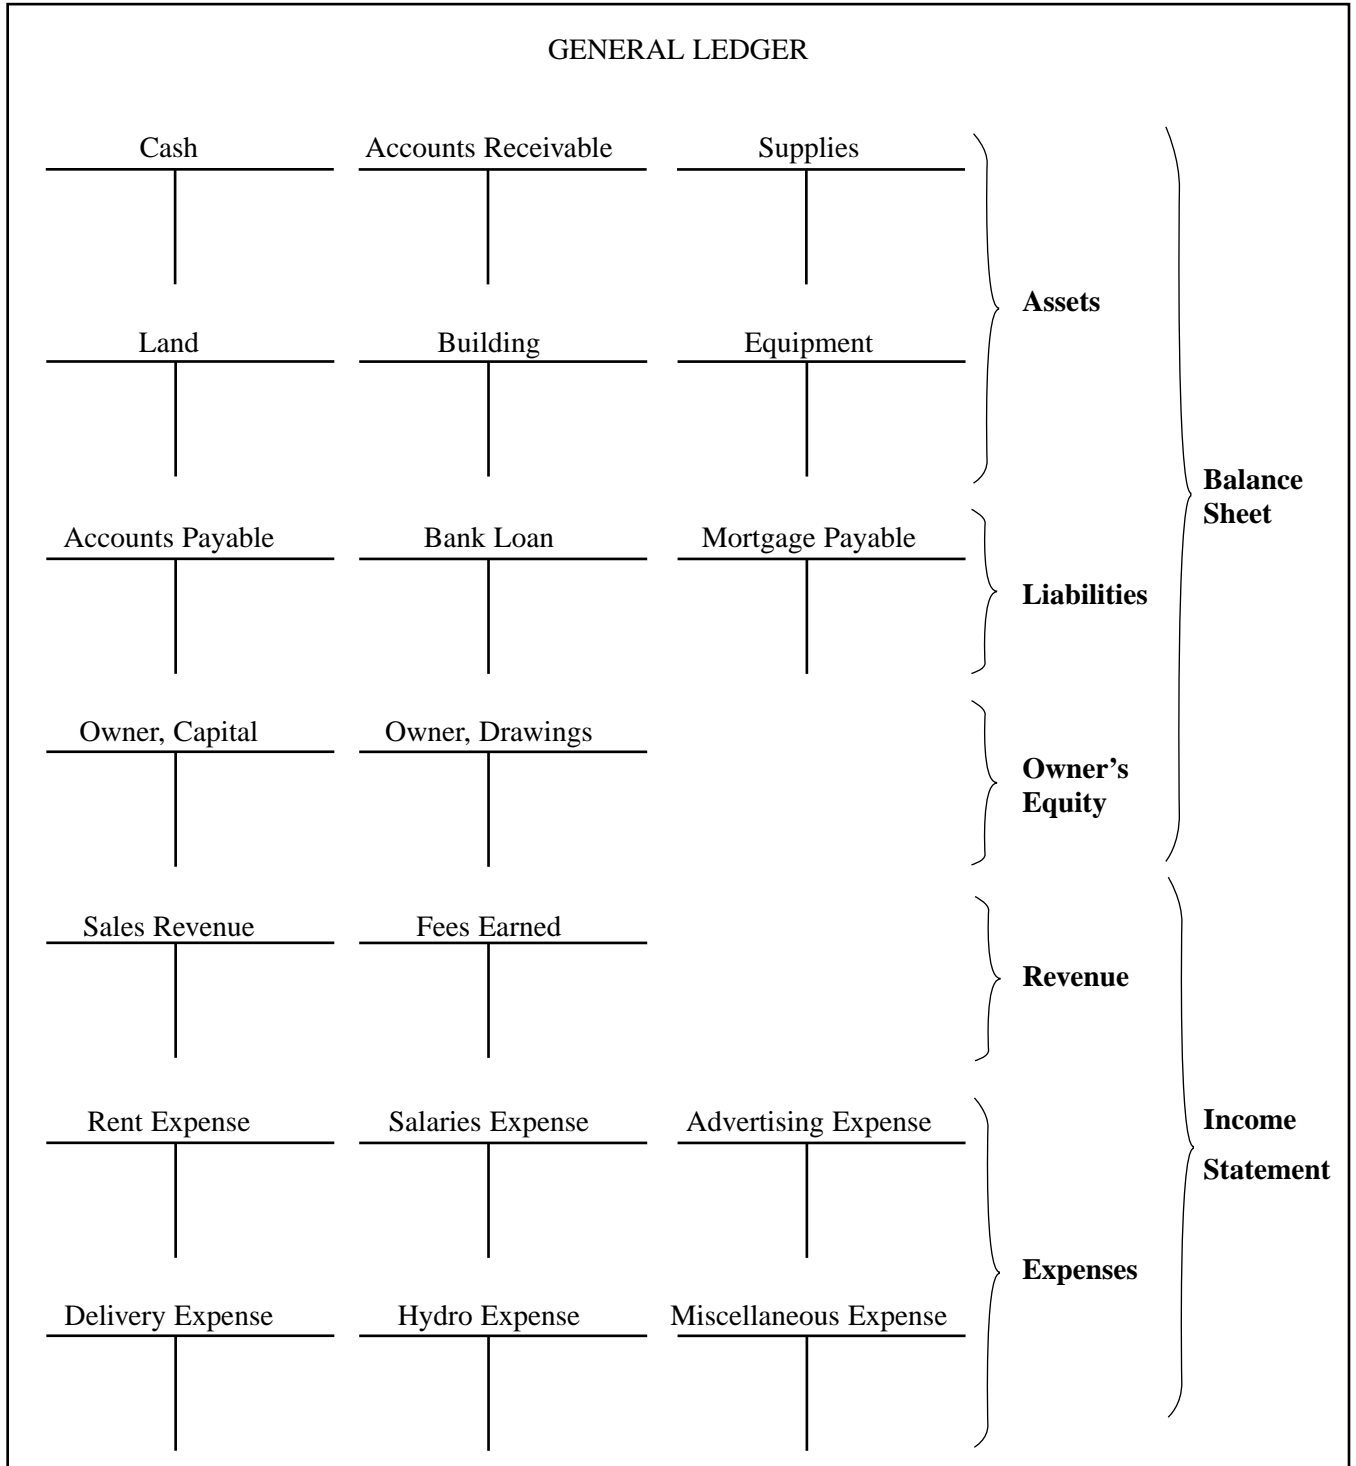 GENERAL LEDGER
Cash
Accounts Receivable
Supplies
Assets
Land
Building
Equipment
Balance
Sheet
Accounts Payable
Bank Loan
Mortgage Payable
Liabilities
Owner, Capital
Owner, Drawings
Owner’s
Equity
Sales Revenue
Fees Earned
Revenue
Rent Expense
Salaries Expense
Advertising Expense
Income
Statement
Expenses
Delivery Expense
Hydro Expense
Miscellaneous Expense